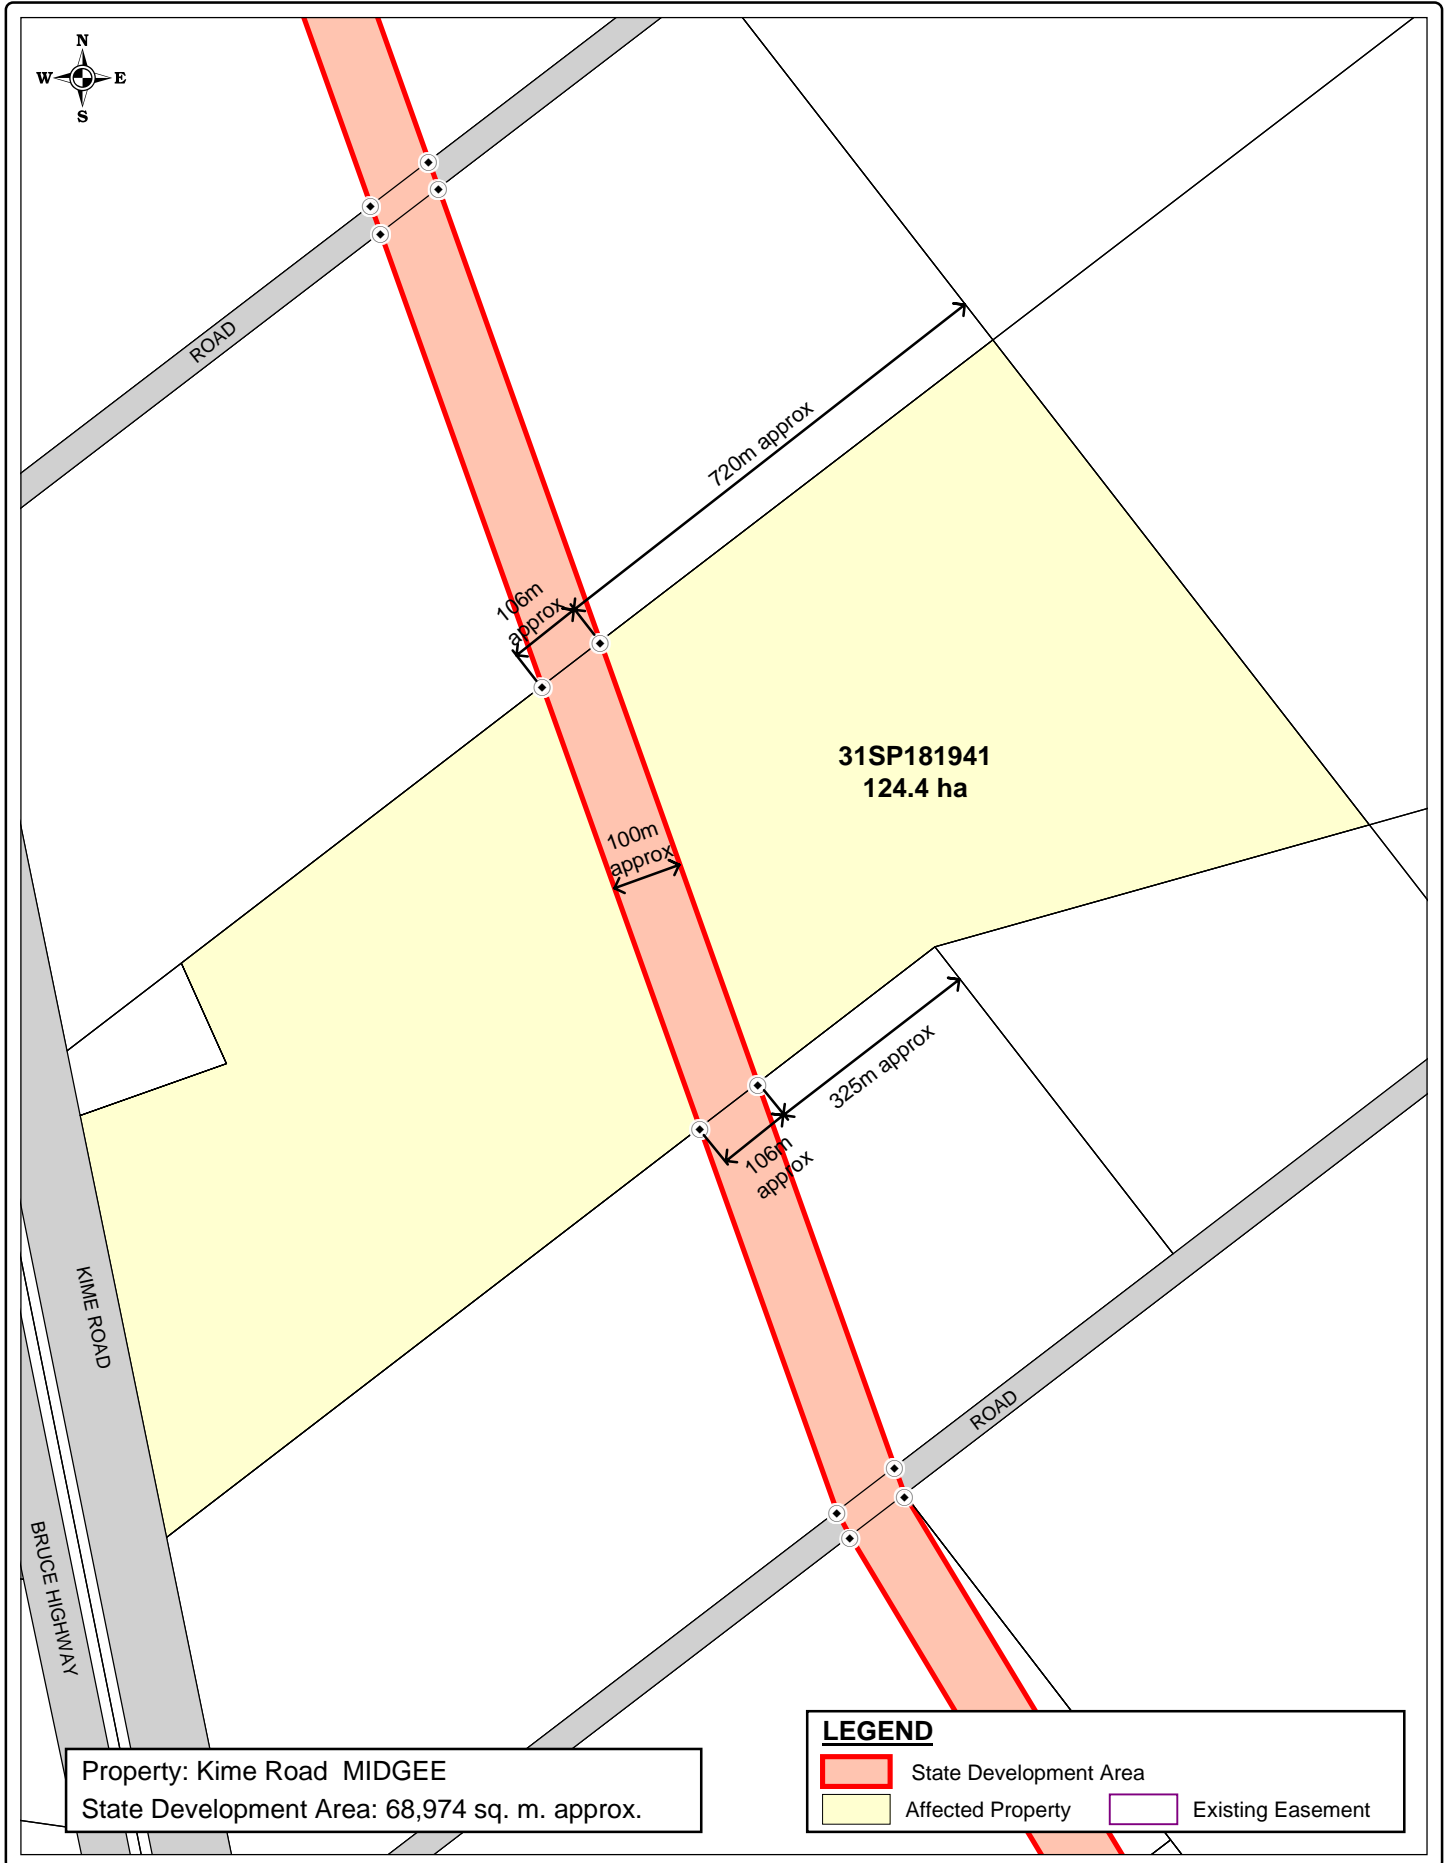 N
W E
S
ROAD
720m approx
106m
approx
31SP181941
124.4 ha
100m
approx
325m approx
106m
approx
KIME ROAD
ROAD
BRUCE HIGHWAY
Property: Kime Road MIDGEE
State Development Area: 68,974 sq. m. approx.
LEGEND
State Development Area
Affected Property
Existing Easement